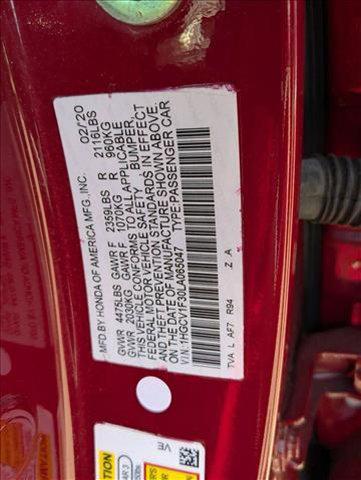 MFD BY HONDA OF AMERICA MFG.,INC. 02/20
GVWR 4475LBS GAWR F 2359LBS R 2116LBS
GVWR 2030KG GAWR F 1070KG R 960KG
THIS VEHICLE CONFORMS TO ALL APPLICABLE
FEDERAL MOTOR VEHICLE SAFETY BUMPER,
AND THEFT PREVENTION STANDARDS IN EFFECT
ON THE DATE OF MANUFACTURE SHOWN ABOVE.
V.I.N.:1HGCV1F30LA065047 TYPE:PASSENGER CAR
TVA L AF7 R94 Z A